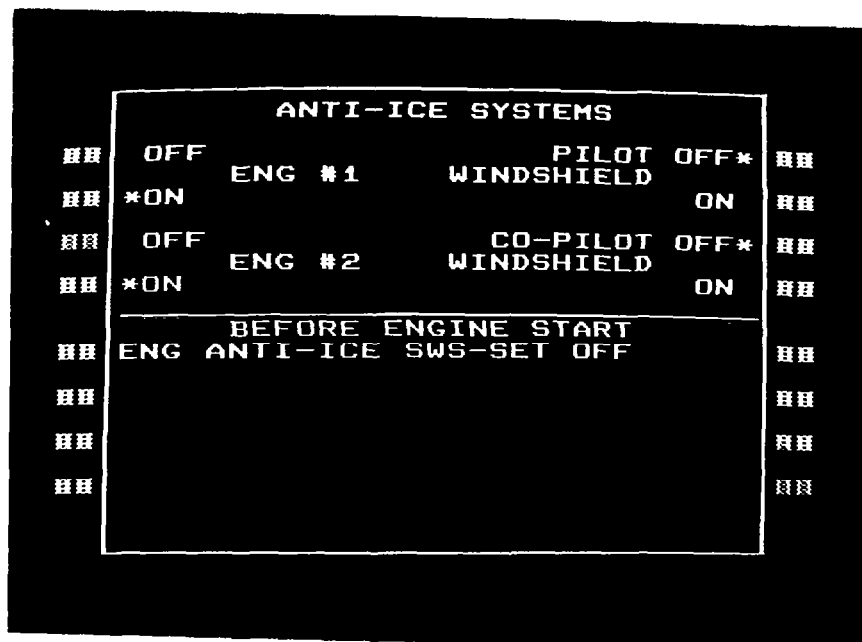 ANTI-ICE SYSTEMS
## OFF PILOT OFF* ##
ENG #1 WINDSHIELD
## *ON ON ##
## OFF CO-PILOT OFF* ##
ENG #2 WINDSHIELD
## *ON ON ##
BEFORE ENGINE START
## ENG ANTI-ICE SWS-SET OFF ##
## ##
## ##
## ##